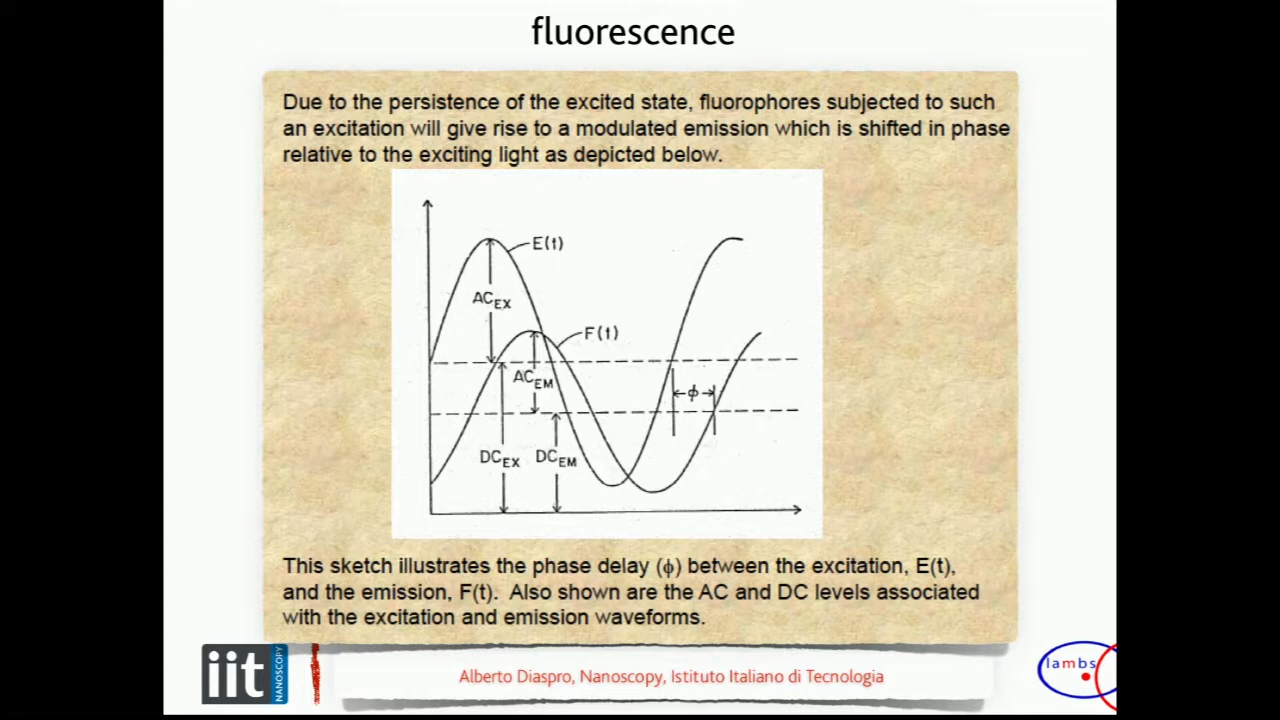 fluorescence
Due to the persistence of the excited state, fluorophores subjected to such
an excitation will give rise to a modulated emission which is shifted in phase
relative to the exciting light as depicted below.
E(t)
AC_EX
F(t)
AC_EM
ϕ
DC_EX DC_EM
This sketch illustrates the phase delay (ϕ) between the excitation, E(t),
and the emission, F(t). Also shown are the AC and DC levels associated
with the excitation and emission waveforms.
iit NANOSCOPY
Alberto Diaspro, Nanoscopy, Istituto Italiano di Tecnologia
lambs